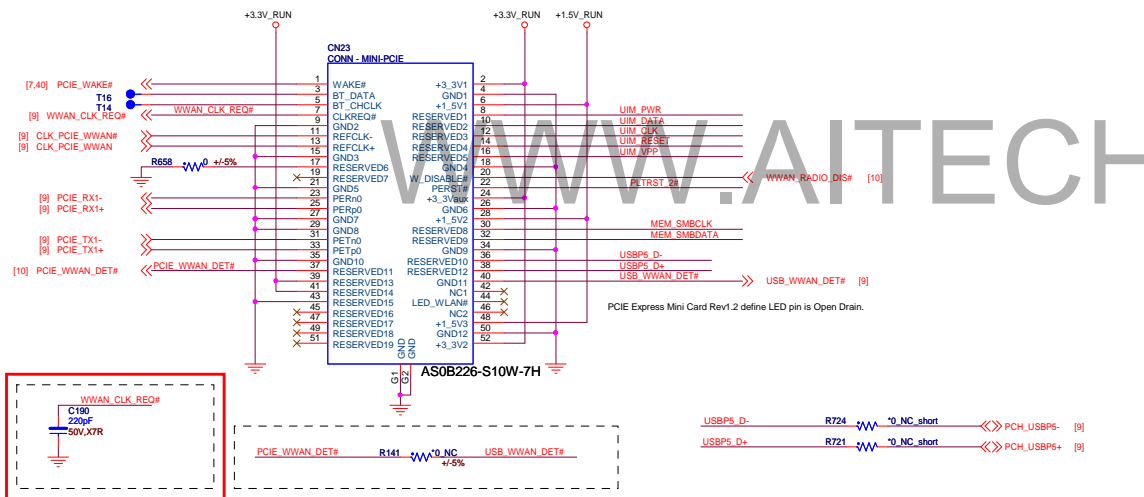 +3.3V_RUN
+3.3V_RUN
+1.5V_RUN
CN23
CONN - MINI-PCIE
[7,40] PCIE_WAKE#
T16
T14
[9] WWAN_CLK_REQ#
WWAN_CLK_REQ#
[9] CLK_PCIE_WWAN#
[9] CLK_PCIE_WWAN
R658 0 +/-5%
[9] PCIE_RX1-
[9] PCIE_RX1+
[9] PCIE_TX1-
[9] PCIE_TX1+
[10] PCIE_WWAN_DET#
PCIE_WWAN_DET#
1 WAKE#
3 BT_DATA
5 BT_CHCLK
7 CLKREQ#
9 GND2
11 REFCLK-
13 REFCLK+
15 GND3
17 RESERVED6
19 RESERVED7
21 GND5
23 PERn0
25 PERp0
27 GND7
29 GND8
31 PETn0
33 PETp0
35 GND10
37 RESERVED11
39 RESERVED13
41 RESERVED14
43 RESERVED15
45 RESERVED16
47 RESERVED17
49 RESERVED18
51 RESERVED19
+3_3V1 2
GND1 4
+1_5V1 6
RESERVED1 8
RESERVED2 10
RESERVED3 12
RESERVED4 14
RESERVED5 16
GND4 18
W_DISABLE# 20
PERST# 22
+3_3Vaux 24
GND6 26
+1_5V2 28
RESERVED8 30
RESERVED9 32
GND9 34
RESERVED10 36
RESERVED12 38
GND11 40
NC1 42
LED_WLAN# 44
NC2 46
+1_5V3 48
GND12 50
+3_3V2 52
GND
GND
G1
G2
AS0B226-S10W-7H
UIM_PWR
UIM_DATA
UIM_CLK
UIM_RESET
UIM_VPP
WWAN_RADIO_DIS# [10]
PLTRST_2#
MEM_SMBCLK
MEM_SMBDATA
USBP5_D-
USBP5_D+
USB_WWAN_DET#
USB_WWAN_DET# [9]
PCIE Express Mini Card Rev1.2 define LED pin is Open Drain.
WWW.AITECH
WWAN_CLK_REQ#
C190
220pF
50V,X7R
PCIE_WWAN_DET# R141 *0_NC USB_WWAN_DET#
+/-5%
USBP5_D- R724 *0_NC_short PCH_USBP5- [9]
USBP5_D+ R721 *0_NC_short PCH_USBP5+ [9]